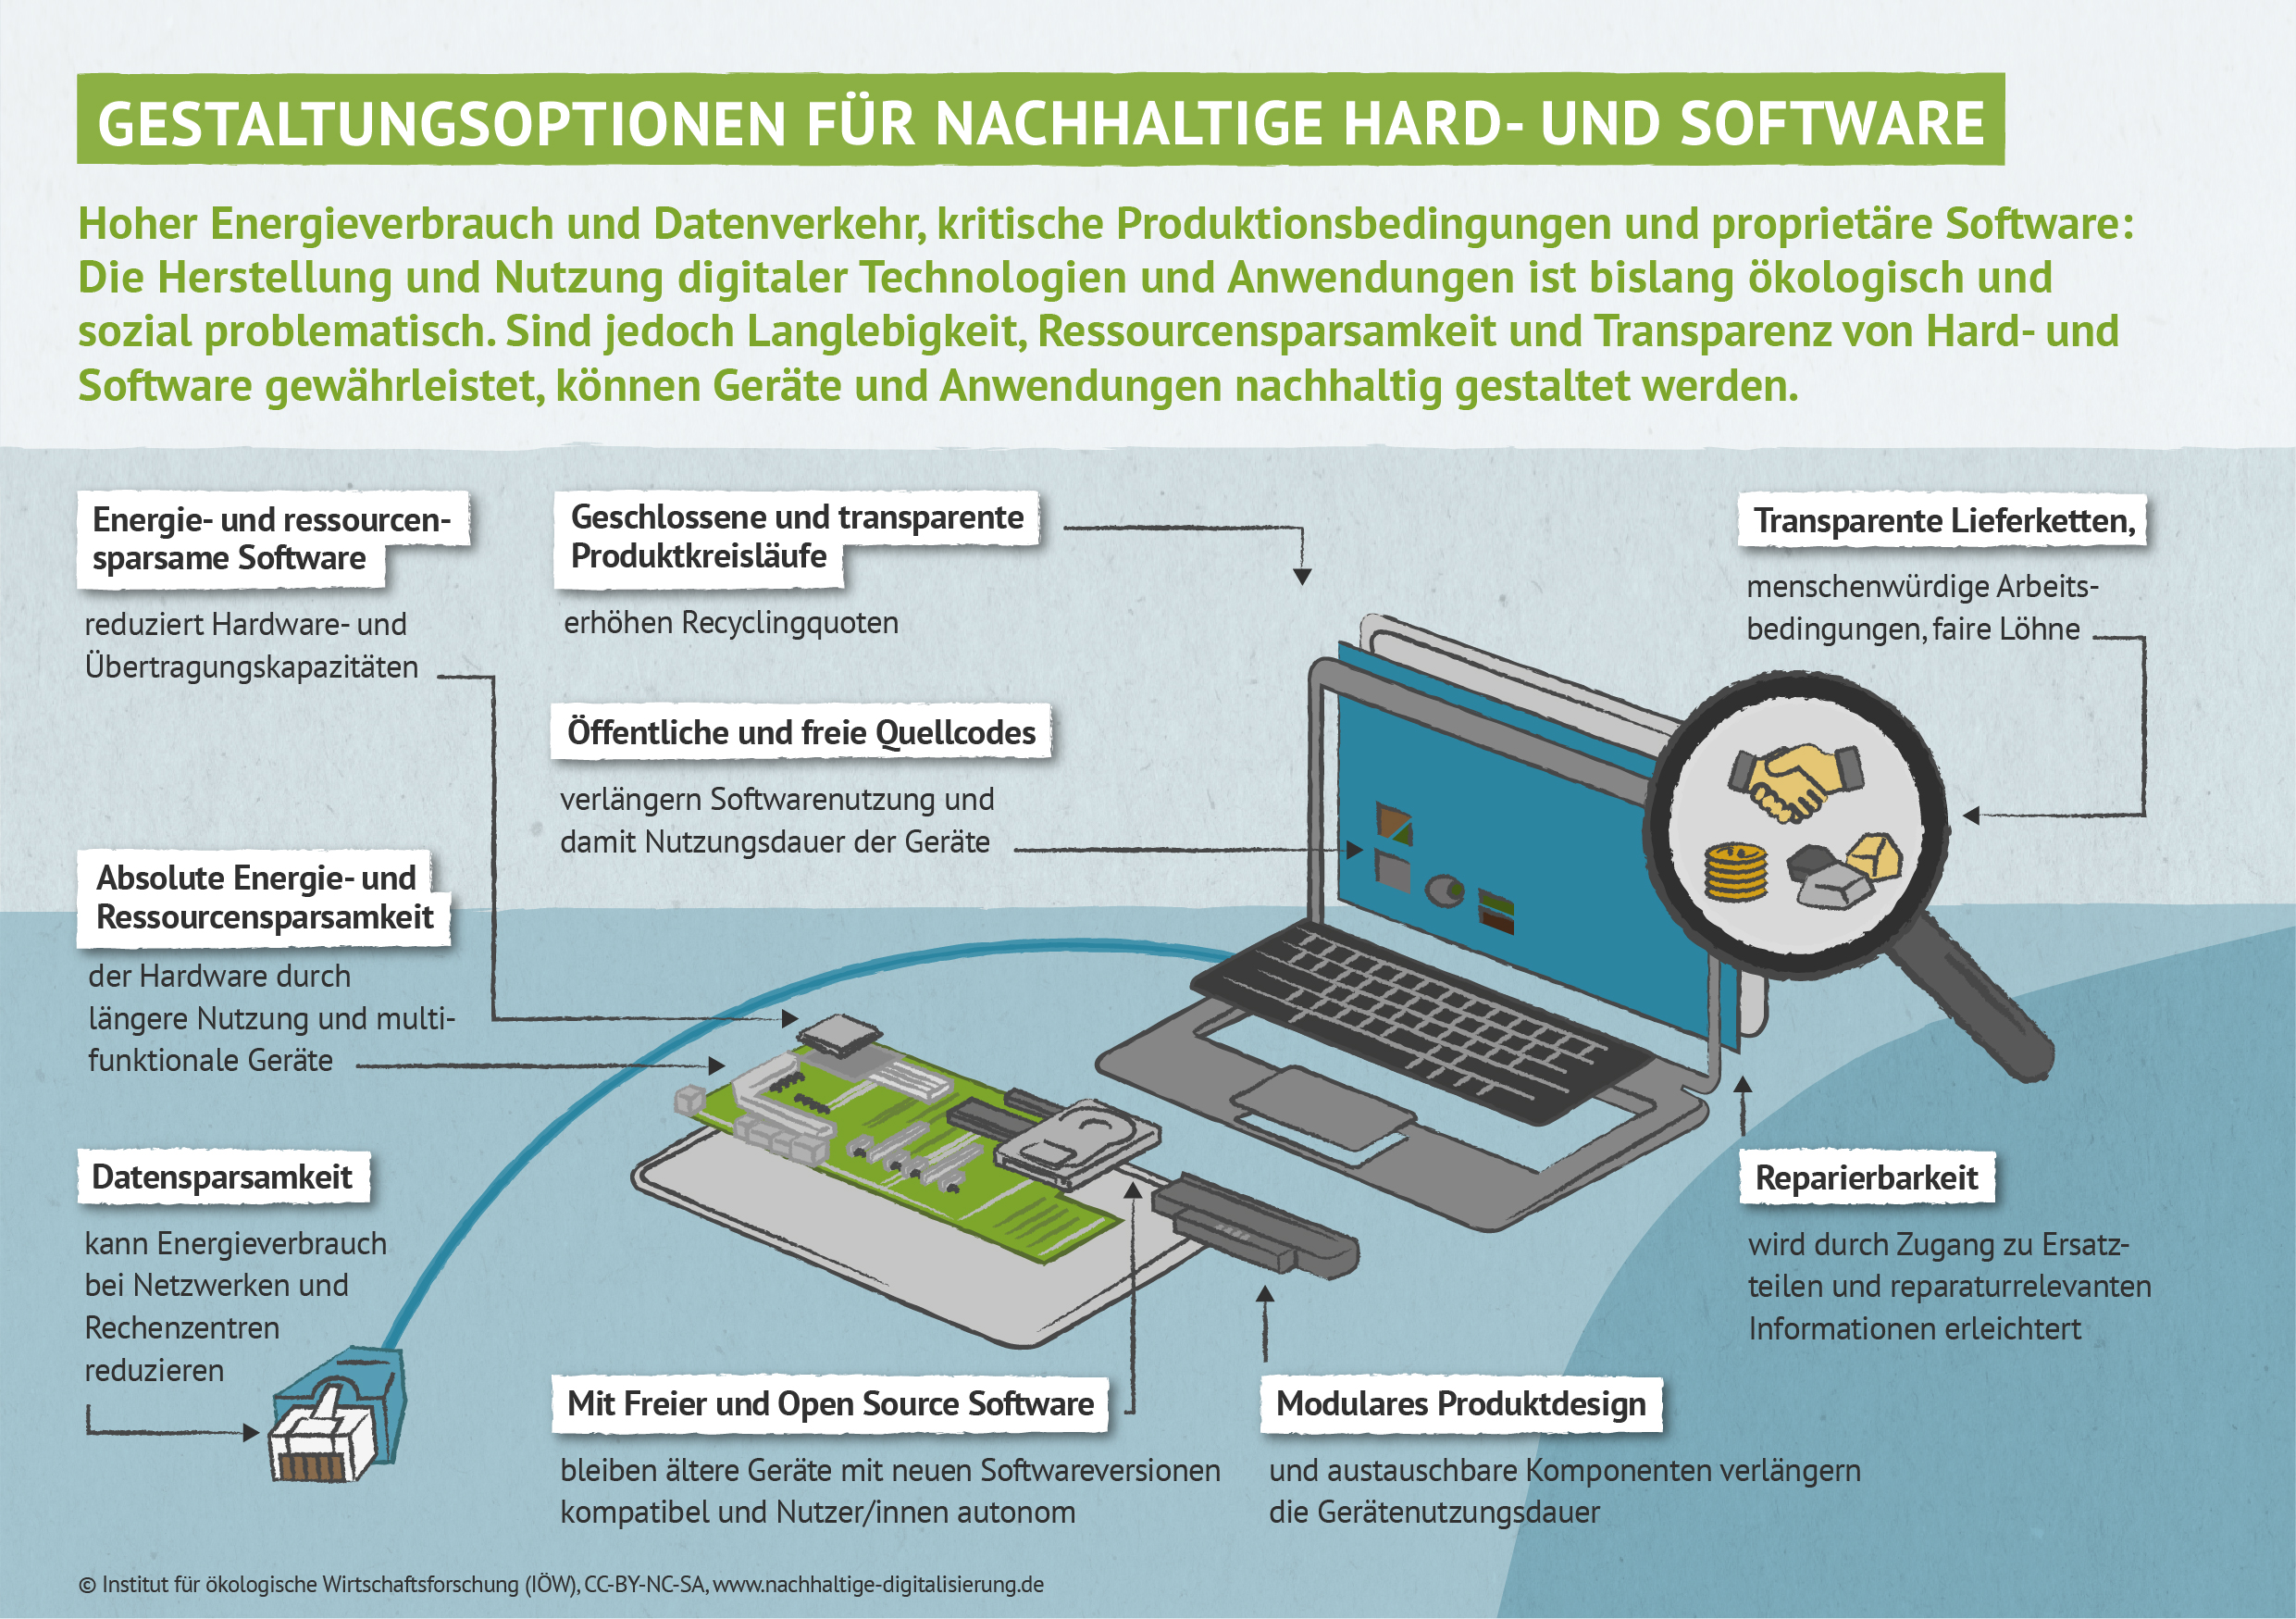 GESTALTUNGSOPTIONEN FÜR NACHHALTIGE HARD- UND SOFTWARE
Hoher Energieverbrauch und Datenverkehr, kritische Produktionsbedingungen und proprietäre Software:
Die Herstellung und Nutzung digitaler Technologien und Anwendungen ist bislang ökologisch und
sozial problematisch. Sind jedoch Langlebigkeit, Ressourcensparsamkeit und Transparenz von Hard- und
Software gewährleistet, können Geräte und Anwendungen nachhaltig gestaltet werden.
Energie- und ressourcen-
sparsame Software
reduziert Hardware- und
Übertragungskapazitäten
Geschlossene und transparente
Produktkreisläufe
erhöhen Recyclingquoten
Transparente Lieferketten,
menschenwürdige Arbeits-
bedingungen, faire Löhne
Öffentliche und freie Quellcodes
verlängern Softwarenutzung und
damit Nutzungsdauer der Geräte
Absolute Energie- und
Ressourcensparsamkeit
der Hardware durch
längere Nutzung und multi-
funktionale Geräte
Datensparsamkeit
kann Energieverbrauch
bei Netzwerken und
Rechenzentren
reduzieren
Reparierbarkeit
wird durch Zugang zu Ersatz-
teilen und reparaturrelevanten
Informationen erleichtert
Mit Freier und Open Source Software
bleiben ältere Geräte mit neuen Softwareversionen
kompatibel und Nutzer/innen autonom
Modulares Produktdesign
und austauschbare Komponenten verlängern
die Gerätenutzungsdauer
© Institut für ökologische Wirtschaftsforschung (IÖW), CC-BY-NC-SA, www.nachhaltige-digitalisierung.de